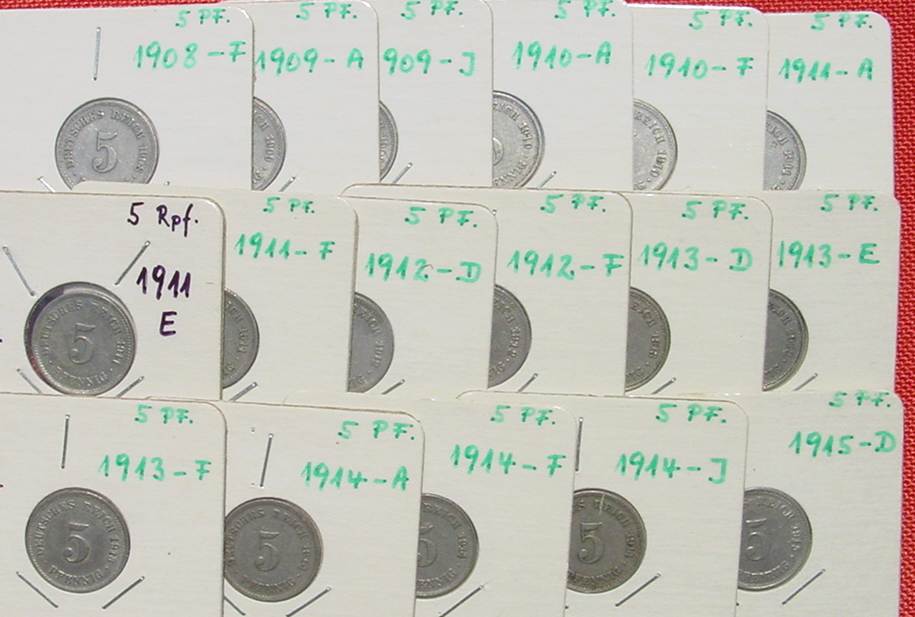 5 PF.
1908-F
5 PF.
1909-A
5 PF.
909-J
5 PF.
1910-A
5 PF.
1910-F
5 PF.
1911-A
DEUTSCHES REICH 1908
5
5 Rpf.
1911
E
5 PF.
1911-F
5 PF.
1912-D
5 PF.
1912-F
5 PF.
1913-D
5 PF.
1913-E
DEUTSCHES REICH 1911
5
PFENNIG
5 PF.
1913-F
5 PF.
1914-A
5 PF.
1914-F
5 PF.
1914-J
5 PF.
1915-D
DEUTSCHES REICH 1913
5
PFENNIG
DEUTSCHES REICH
5
PFENNIG
5
REICH
5
PFENNIG
5